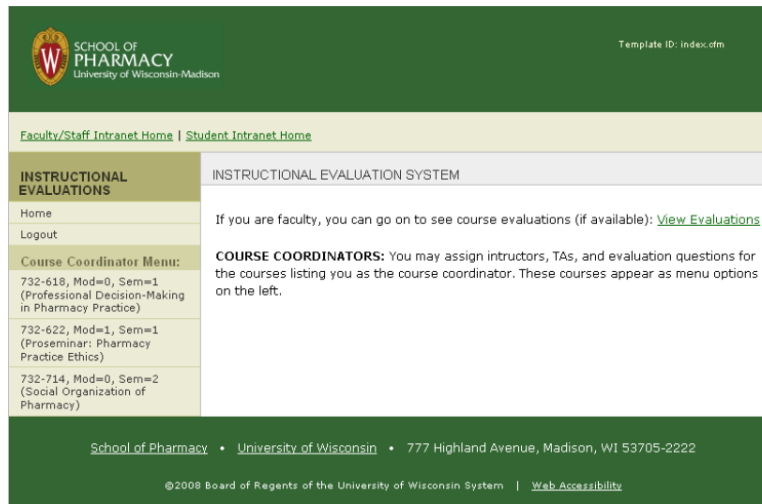 SCHOOL OF
PHARMACY
University of Wisconsin-Madison
Template ID: index.cfm
Faculty/Staff Intranet Home | Student Intranet Home
INSTRUCTIONAL
EVALUATIONS
Home
Logout
Course Coordinator Menu:
732-618, Mod=0, Sem=1
(Professional Decision-Making
in Pharmacy Practice)
732-622, Mod=1, Sem=1
(Proseminar: Pharmacy
Practice Ethics)
732-714, Mod=0, Sem=2
(Social Organization of
Pharmacy)
INSTRUCTIONAL EVALUATION SYSTEM
If you are faculty, you can go on to see course evaluations (if available): View Evaluations
COURSE COORDINATORS: You may assign intructors, TAs, and evaluation questions for
the courses listing you as the course coordinator. These courses appear as menu options
on the left.
School of Pharmacy • University of Wisconsin • 777 Highland Avenue, Madison, WI 53705-2222
©2008 Board of Regents of the University of Wisconsin System | Web Accessibility